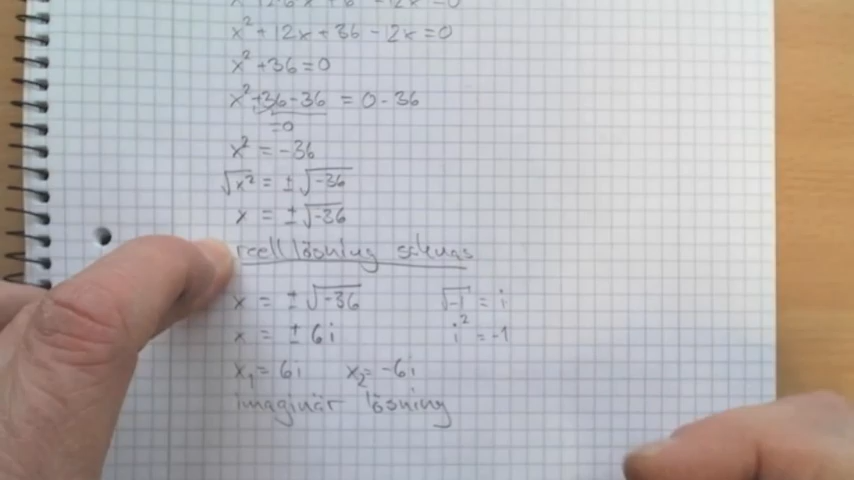 x² + 12x + 36 - 12x = 0
x² + 36 = 0
x² + 36 - 36 = 0 - 36
= 0
x² = -36
√x² = ± √-36
x = ± √-36
reell lösning saknas
x = ± √-36 √-1 = i
x = ± 6i i² = -1
x₁ = 6i x₂ = -6i
imaginär lösning